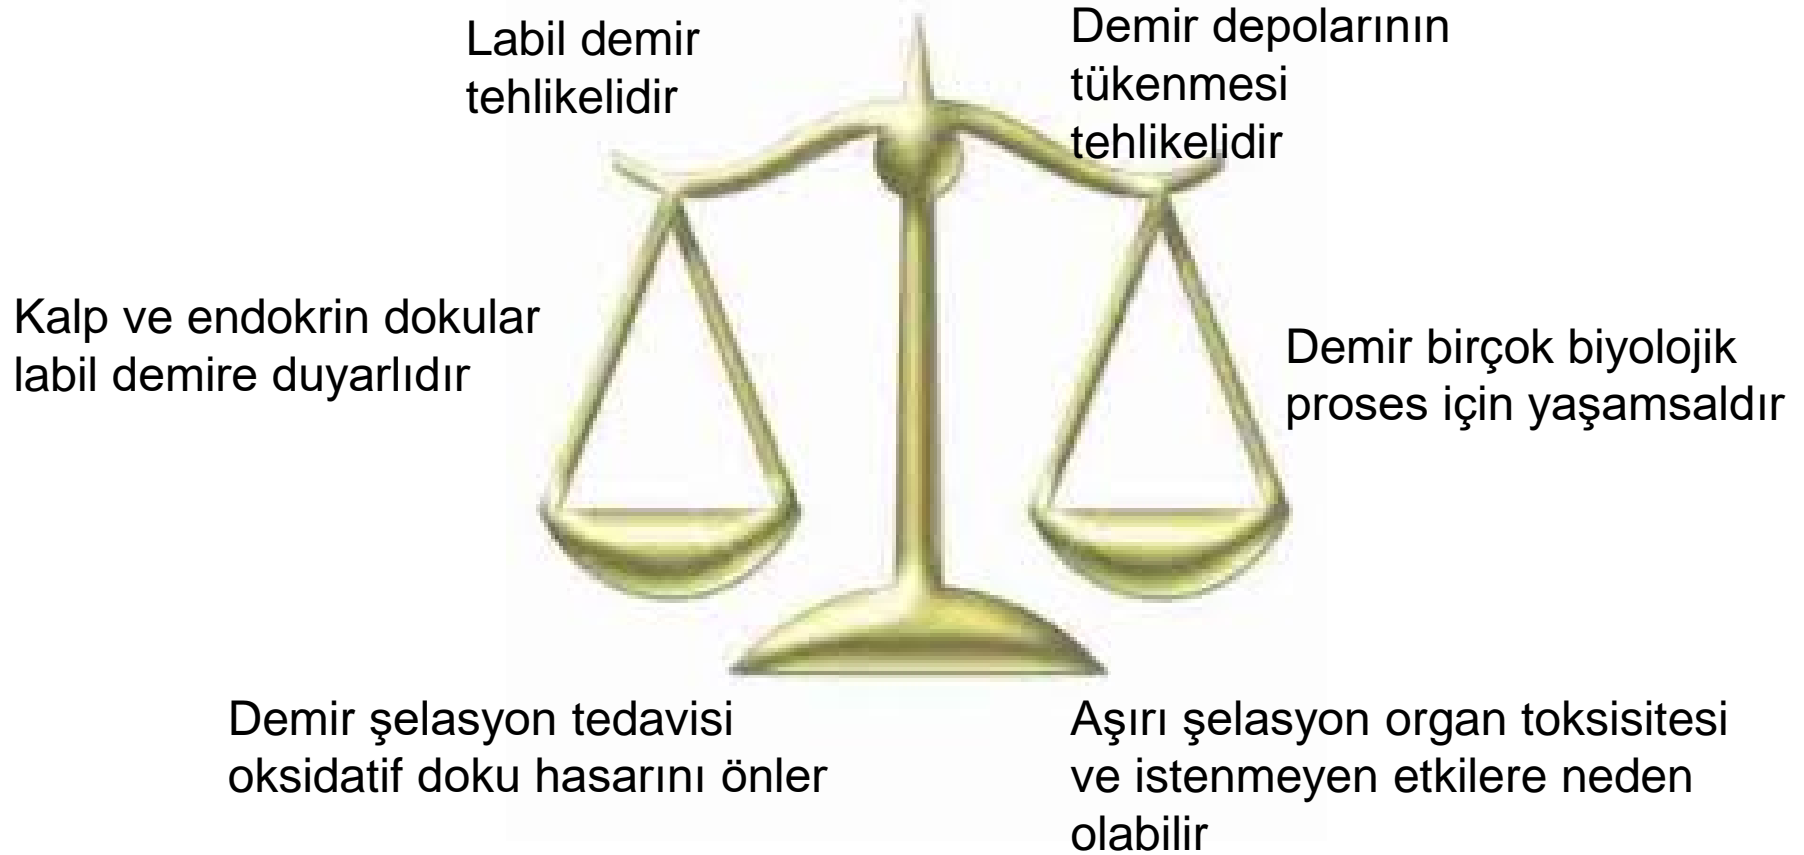 Labil demir
tehlikelidir
Demir depolarının
tükenmesi
tehlikelidir
Kalp ve endokrin dokular
labil demire duyarlıdır
Demir birçok biyolojik
proses için yaşamsaldır
Demir şelasyon tedavisi
oksidatif doku hasarını önler
Aşırı şelasyon organ toksisitesi
ve istenmeyen etkilere neden
olabilir